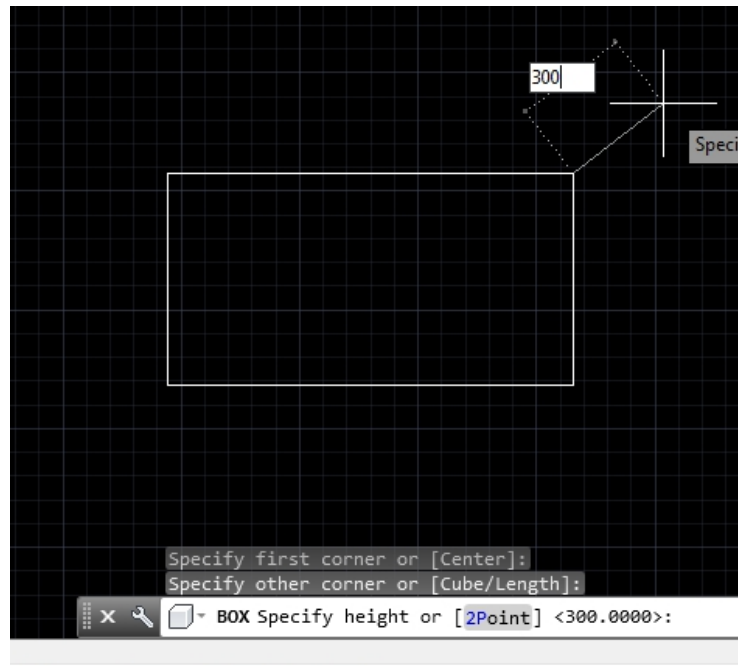 300
Speci
Specify first corner or [Center]:
Specify other corner or [Cube/Length]:
BOX Specify height or [2Point] <300.0000>: